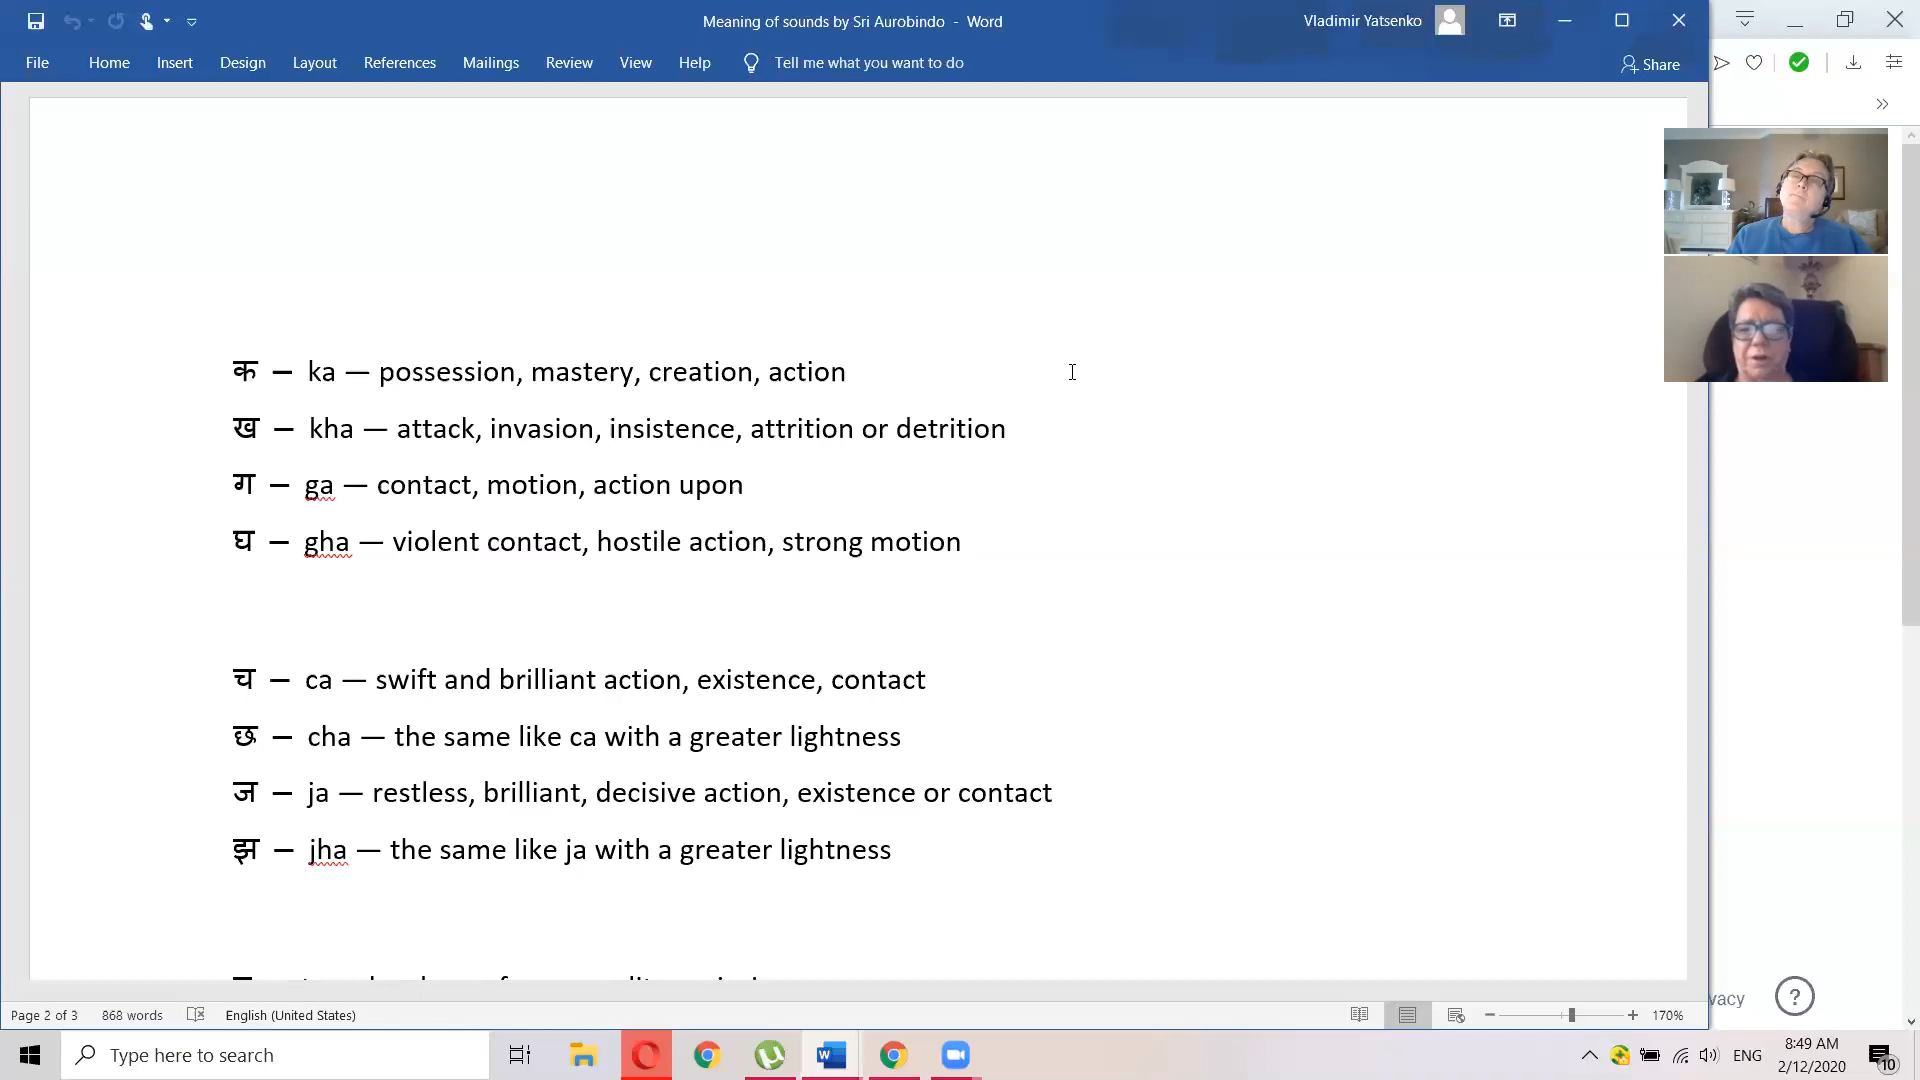 Meaning of sounds by Sri Aurobindo - Word
Vladimir Yatsenko
File Home Insert Design Layout References Mailings Review View Help Tell me what you want to do
Share
क – ka — possession, mastery, creation, action
ख – kha — attack, invasion, insistence, attrition or detrition
ग – ga — contact, motion, action upon
घ – gha — violent contact, hostile action, strong motion
च – ca — swift and brilliant action, existence, contact
छ – cha — the same like ca with a greater lightness
ज – ja — restless, brilliant, decisive action, existence or contact
झ – jha — the same like ja with a greater lightness
vacy ?
Page 2 of 3 868 words English (United States) 170%
Type here to search
ENG
8:49 AM
2/12/2020
10